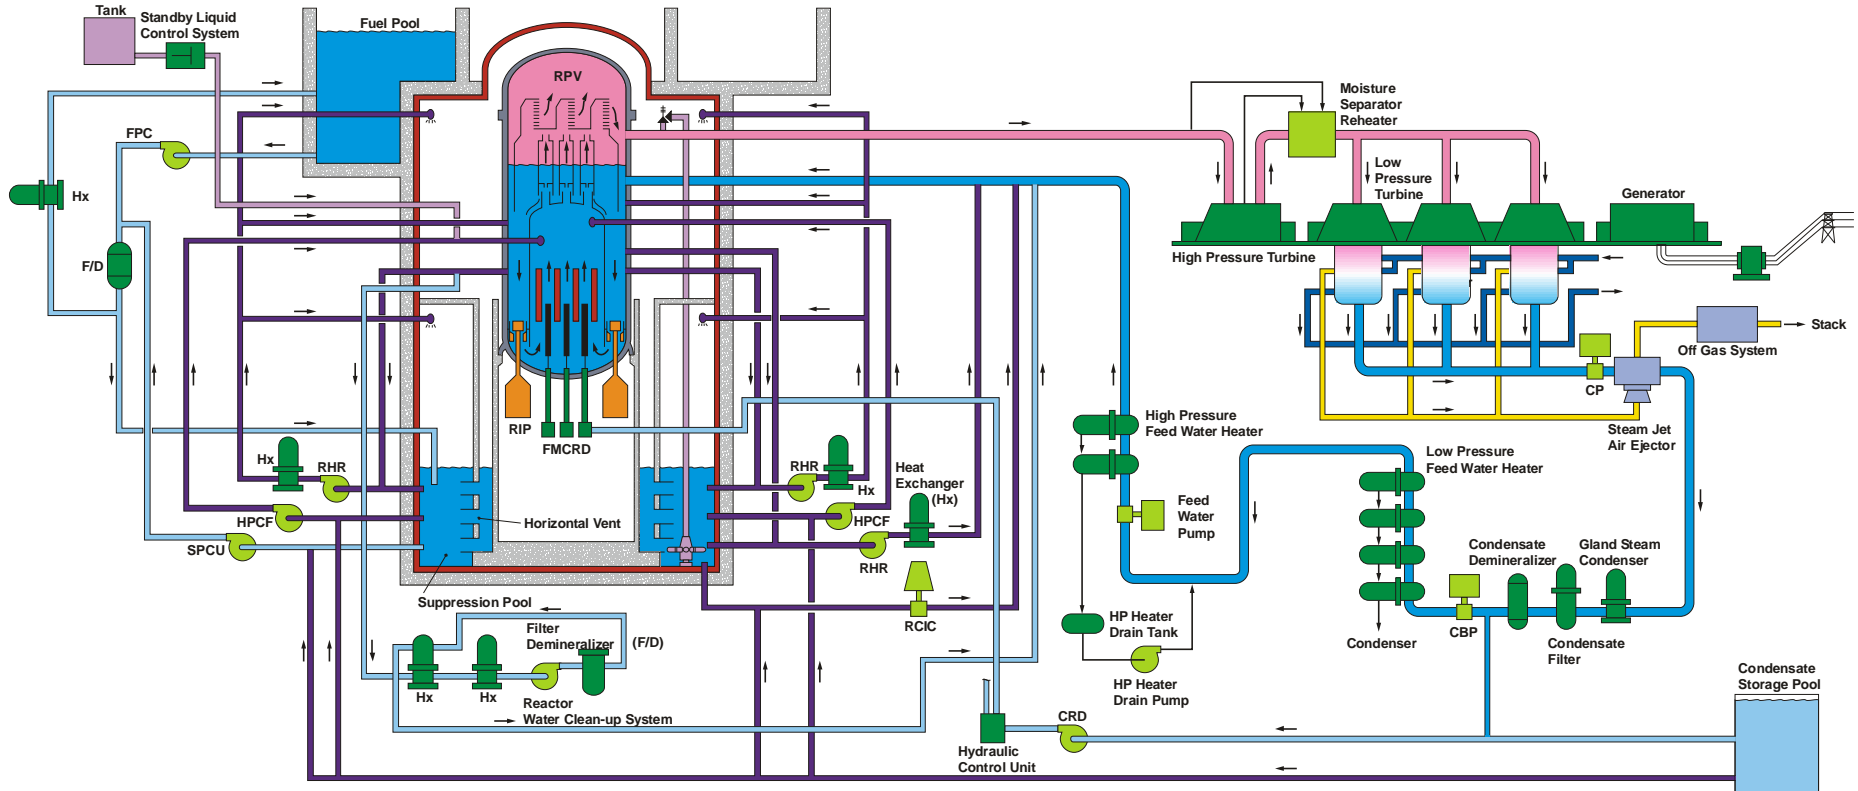 Tank
Standby Liquid
Control System
Fuel Pool
RPV
FPC
Hx
F/D
Moisture
Separator
Reheater
Low
Pressure
Turbine
Generator
High Pressure Turbine
Stack
Off Gas System
CP
Steam Jet
Air Ejector
RIP
FMCRD
High Pressure
Feed Water Heater
Low Pressure
Feed Water Heater
Hx
RHR
RHR
Hx
Heat
Exchanger
(Hx)
HPCF
Horizontal Vent
HPCF
Feed
Water
Pump
SPCU
RHR
Condensate
Demineralizer
Gland Steam
Condenser
Suppression Pool
RCIC
HP Heater
Drain Tank
CBP
Condenser
Condensate
Filter
Filter
Demineralizer
(F/D)
Hx
Hx
Reactor
Water Clean-up System
HP Heater
Drain Pump
Condensate
Storage Pool
CRD
Hydraulic
Control Unit